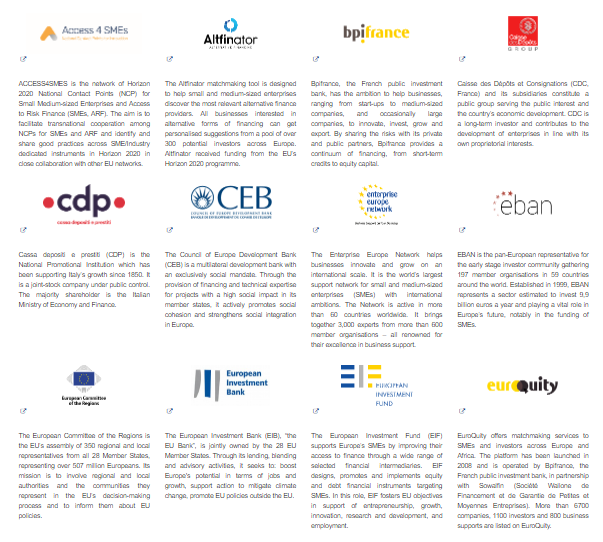 Access 4 SMEs
Altfinator
ALTERNATIVE FINANCING
bpifrance
Caisse
des Dépôts
GROUP
ACCESS4SMES is the network of Horizon
2020 National Contact Points (NCP) for
Small Medium-sized Enterprises and Access
to Risk Finance (SMEs, ARF). The aim is to
facilitate transnational cooperation among
NCPs for SMEs and ARF and identify and
share good practices across SME/industry
dedicated instruments in Horizon 2020 in
close collaboration with other EU networks.
The Altfinator matchmaking tool is designed
to help small and medium-sized enterprises
discover the most relevant alternative finance
providers. All businesses interested in
alternative forms of financing can get
personalised suggestions from a pool of over
300 potential investors across Europe.
Altfinator received funding from the EU's
Horizon 2020 programme.
Bpifrance, the French public investment
bank, has the ambition to help businesses,
ranging from start-ups to medium-sized
companies, and occasionally large
companies, to innovate, invest, grow and
export. By sharing the risks with its private
and public partners, Bpifrance provides a
continuum of financing, from short-term
credits to equity capital.
Caisse des Dépôts et Consignations (CDC,
France) and its subsidiaries constitute a
public group serving the public interest and
the country's economic development. CDC is
a long-term investor and contributes to the
development of enterprises in line with its
own proprietorial interests.
cdp
cassa depositi e prestiti
CEB
COUNCIL OF EUROPE DEVELOPMENT BANK
BANQUE DE DÉVELOPPEMENT DU CONSEIL DE L'EUROPE
enterprise
europe
network
eban
Cassa depositi e prestiti (CDP) is the
National Promotional Institution which has
been supporting Italy's growth since 1850. It
is a joint-stock company under public control.
The majority shareholder is the Italian
Ministry of Economy and Finance.
The Council of Europe Development Bank
(CEB) is a multilateral development bank with
an exclusively social mandate. Through the
provision of financing and technical expertise
for projects with a high social impact in its
member states, it actively promotes social
cohesion and strengthens social integration
in Europe.
The Enterprise Europe Network helps
businesses innovate and grow on an
international scale. It is the world's largest
support network for small and medium-sized
enterprises (SMEs) with international
ambitions. The Network is active in more
than 60 countries worldwide. It brings
together 3,000 experts from more than 600
member organisations – all renowned for
their excellence in business support.
EBAN is the pan-European representative for
the early stage investor community gathering
197 member organisations in 59 countries
around the world. Established in 1999, EBAN
represents a sector estimated to invest 9,9
billion euros a year and playing a vital role in
Europe's future, notably in the funding of
SMEs.
European Committee
of the Regions
European
Investment
Bank
EIF
EUROPEAN
INVESTMENT
FUND
euroQuity
The European Committee of the Regions is
the EU's assembly of 350 regional and local
representatives from all 28 Member States,
representing over 507 million Europeans. Its
mission is to involve regional and local
authorities and the communities they
represent in the EU's decision-making
process and to inform them about EU
policies.
The European Investment Bank (EIB), "the
EU Bank", is jointly owned by the 28 EU
Member States. Through its lending, blending
and advisory activities, it seeks to: boost
Europe's potential in terms of jobs and
growth, support action to mitigate climate
change, promote EU policies outside the EU.
The European Investment Fund (EIF)
supports Europe's SMEs by improving their
access to finance through a wide range of
selected financial intermediaries. EIF
designs, promotes and implements equity
and debt financial instruments targeting
SMEs. In this role, EIF fosters EU objectives
in support of entrepreneurship, growth,
innovation, research and development, and
employment.
EuroQuity offers matchmaking services to
SMEs and investors across Europe and
Africa. The platform has been launched in
2008 and is operated by Bpifrance, the
French public investment bank, in partnership
with Sowalfin (Société Wallone de
Financement et de Garantie de Petites et
Moyennes Entreprises). More than 6700
companies, 1100 investors and 800 business
supports are listed on EuroQuity.